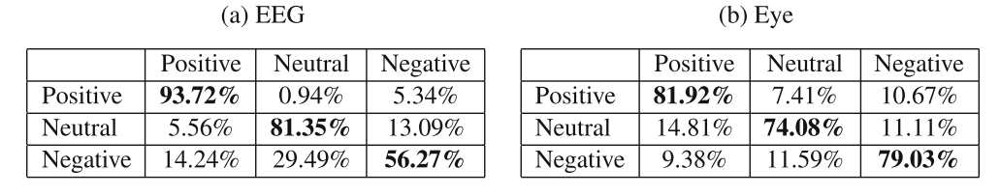 (a) EEG
Positive Neutral Negative
Positive 93.72% 0.94% 5.34%
Neutral 5.56% 81.35% 13.09%
Negative 14.24% 29.49% 56.27%
(b) Eye
Positive Neutral Negative
Positive 81.92% 7.41% 10.67%
Neutral 14.81% 74.08% 11.11%
Negative 9.38% 11.59% 79.03%